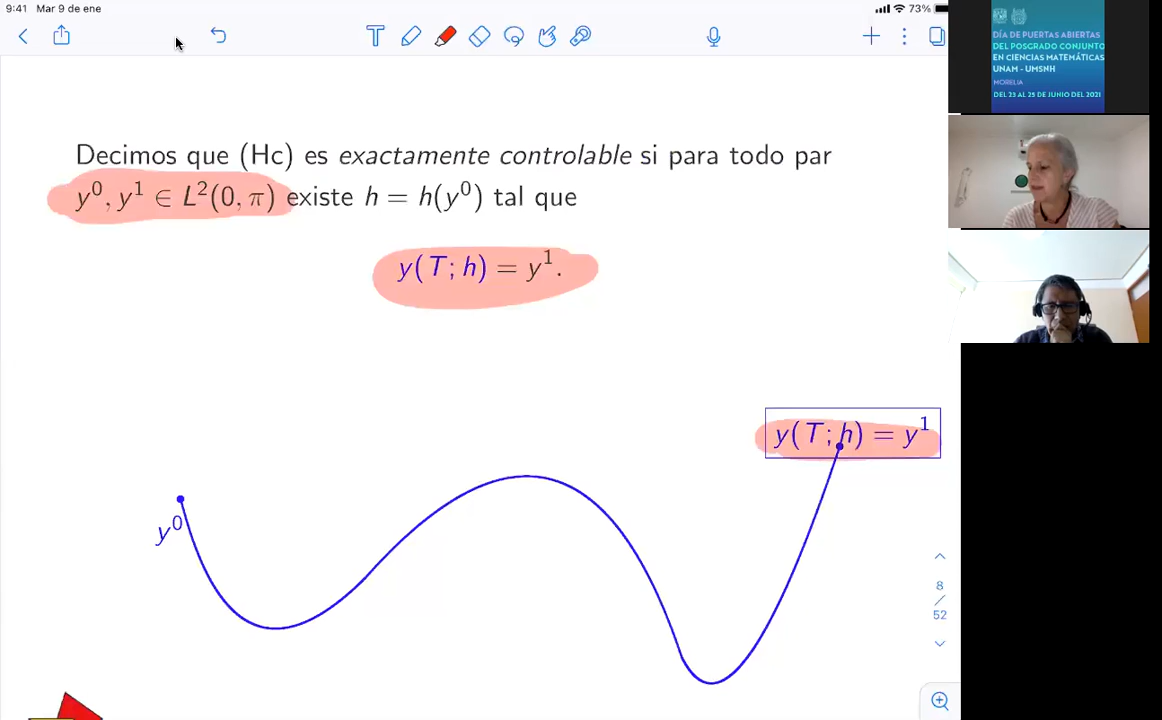 9:41 Mar 9 de ene
73%
Decimos que (Hc) es exactamente controlable si para todo par
y⁰, y¹ ∈ L²(0, π) existe h = h(y⁰) tal que
y(T; h) = y¹.
y(T; h) = y¹
y⁰
8
/
52
DÍA DE PUERTAS ABIERTAS
DEL POSGRADO CONJUNTO
EN CIENCIAS MATEMÁTICAS
UNAM - UMSNH
MORELIA
DEL 23 AL 25 DE JUNIO DEL 2021